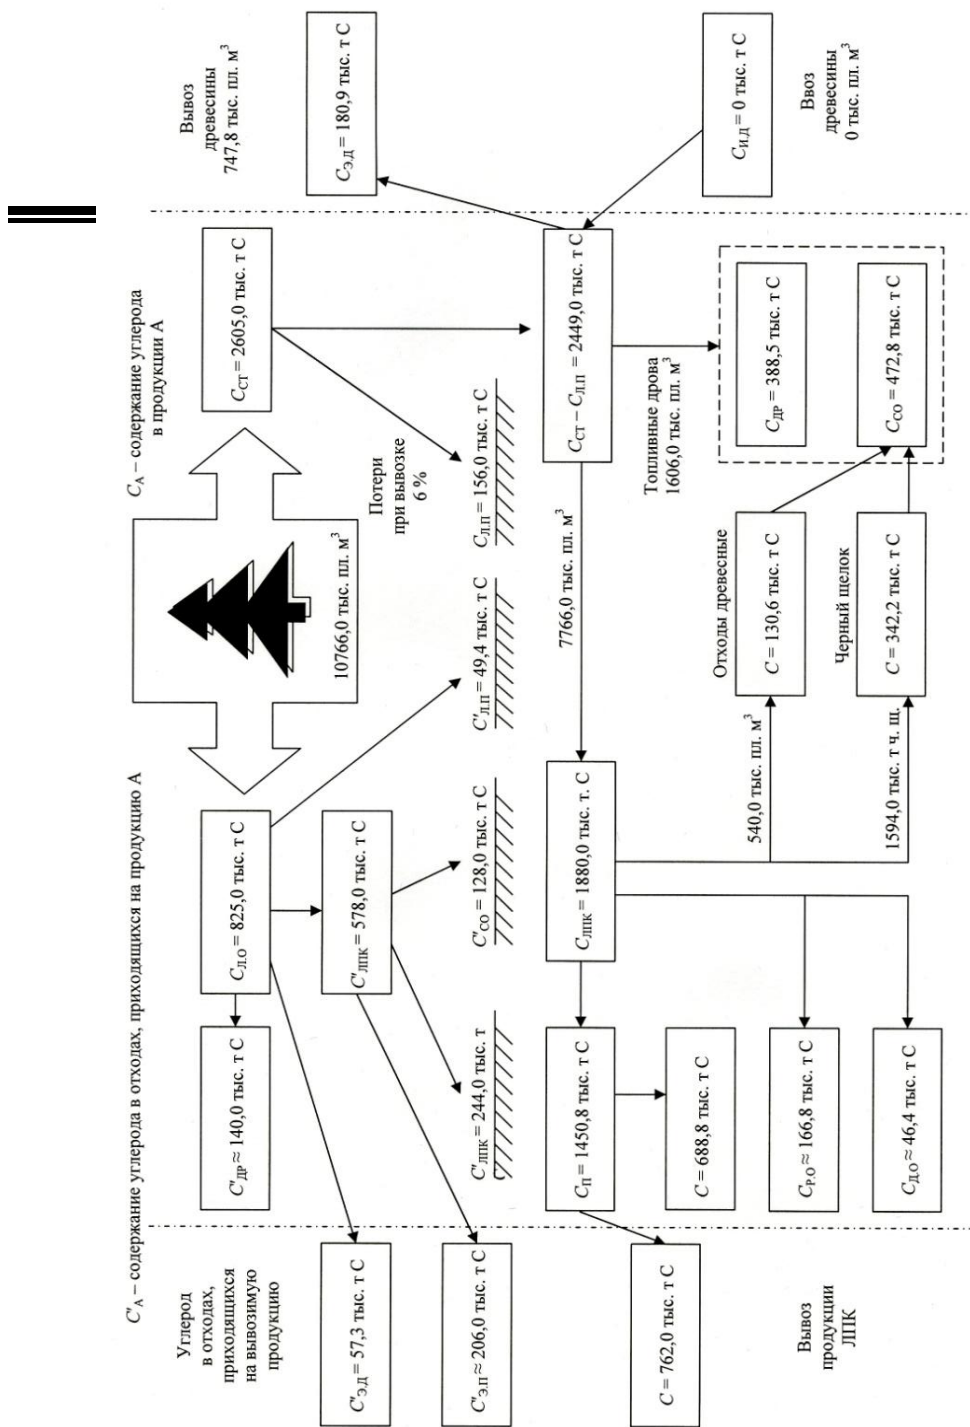 C'А – содержание углерода в отходах, приходящихся на продукцию А
CА – содержание углерода
в продукции А
Углерод
в отходах,
приходящихся
на вывозимую
продукцию
C'Э.Д = 57,3 тыс. т С
C'Э.П ≈ 206,0 тыс. т С
C = 762,0 тыс. т С
Вывоз
продукции
ЛПК
C'ДР ≈ 140,0 тыс. т С
CЛ.О = 825,0 тыс. т С
C'ЛПК = 578,0 тыс. т С
10766,0 тыс. пл. м³
CСТ = 2605,0 тыс. т С
Потери
при вывозке
6 %
C'ЛПК = 244,0 тыс. т
С
C'СО = 128,0 тыс. т С
C'Л.П = 49,4 тыс. т С
CЛ.П = 156,0 тыс. т С
CП = 1450,8 тыс. т С
CЛПК = 1880,0 тыс. т. С
7766,0 тыс. пл. м³
CСТ – CЛ.П = 2449,0 тыс. т С
C = 688,8 тыс. т С
CР.О ≈ 166,8 тыс. т С
CД.О ≈ 46,4 тыс. т С
540,0 тыс. пл. м³
1594,0 тыс. т ч. щ.
Отходы древесные
C = 130,6 тыс. т С
Черный щелок
C = 342,2 тыс. т С
Топливные дрова
1606,0 тыс. пл. м³
CДР = 388,5 тыс. т С
CСО = 472,8 тыс. т С
Вывоз
древесины
747,8 тыс. пл. м³
CЭ.Д = 180,9 тыс. т С
CИ.Д = 0 тыс. т С
Ввоз
древесины
0 тыс. пл. м³